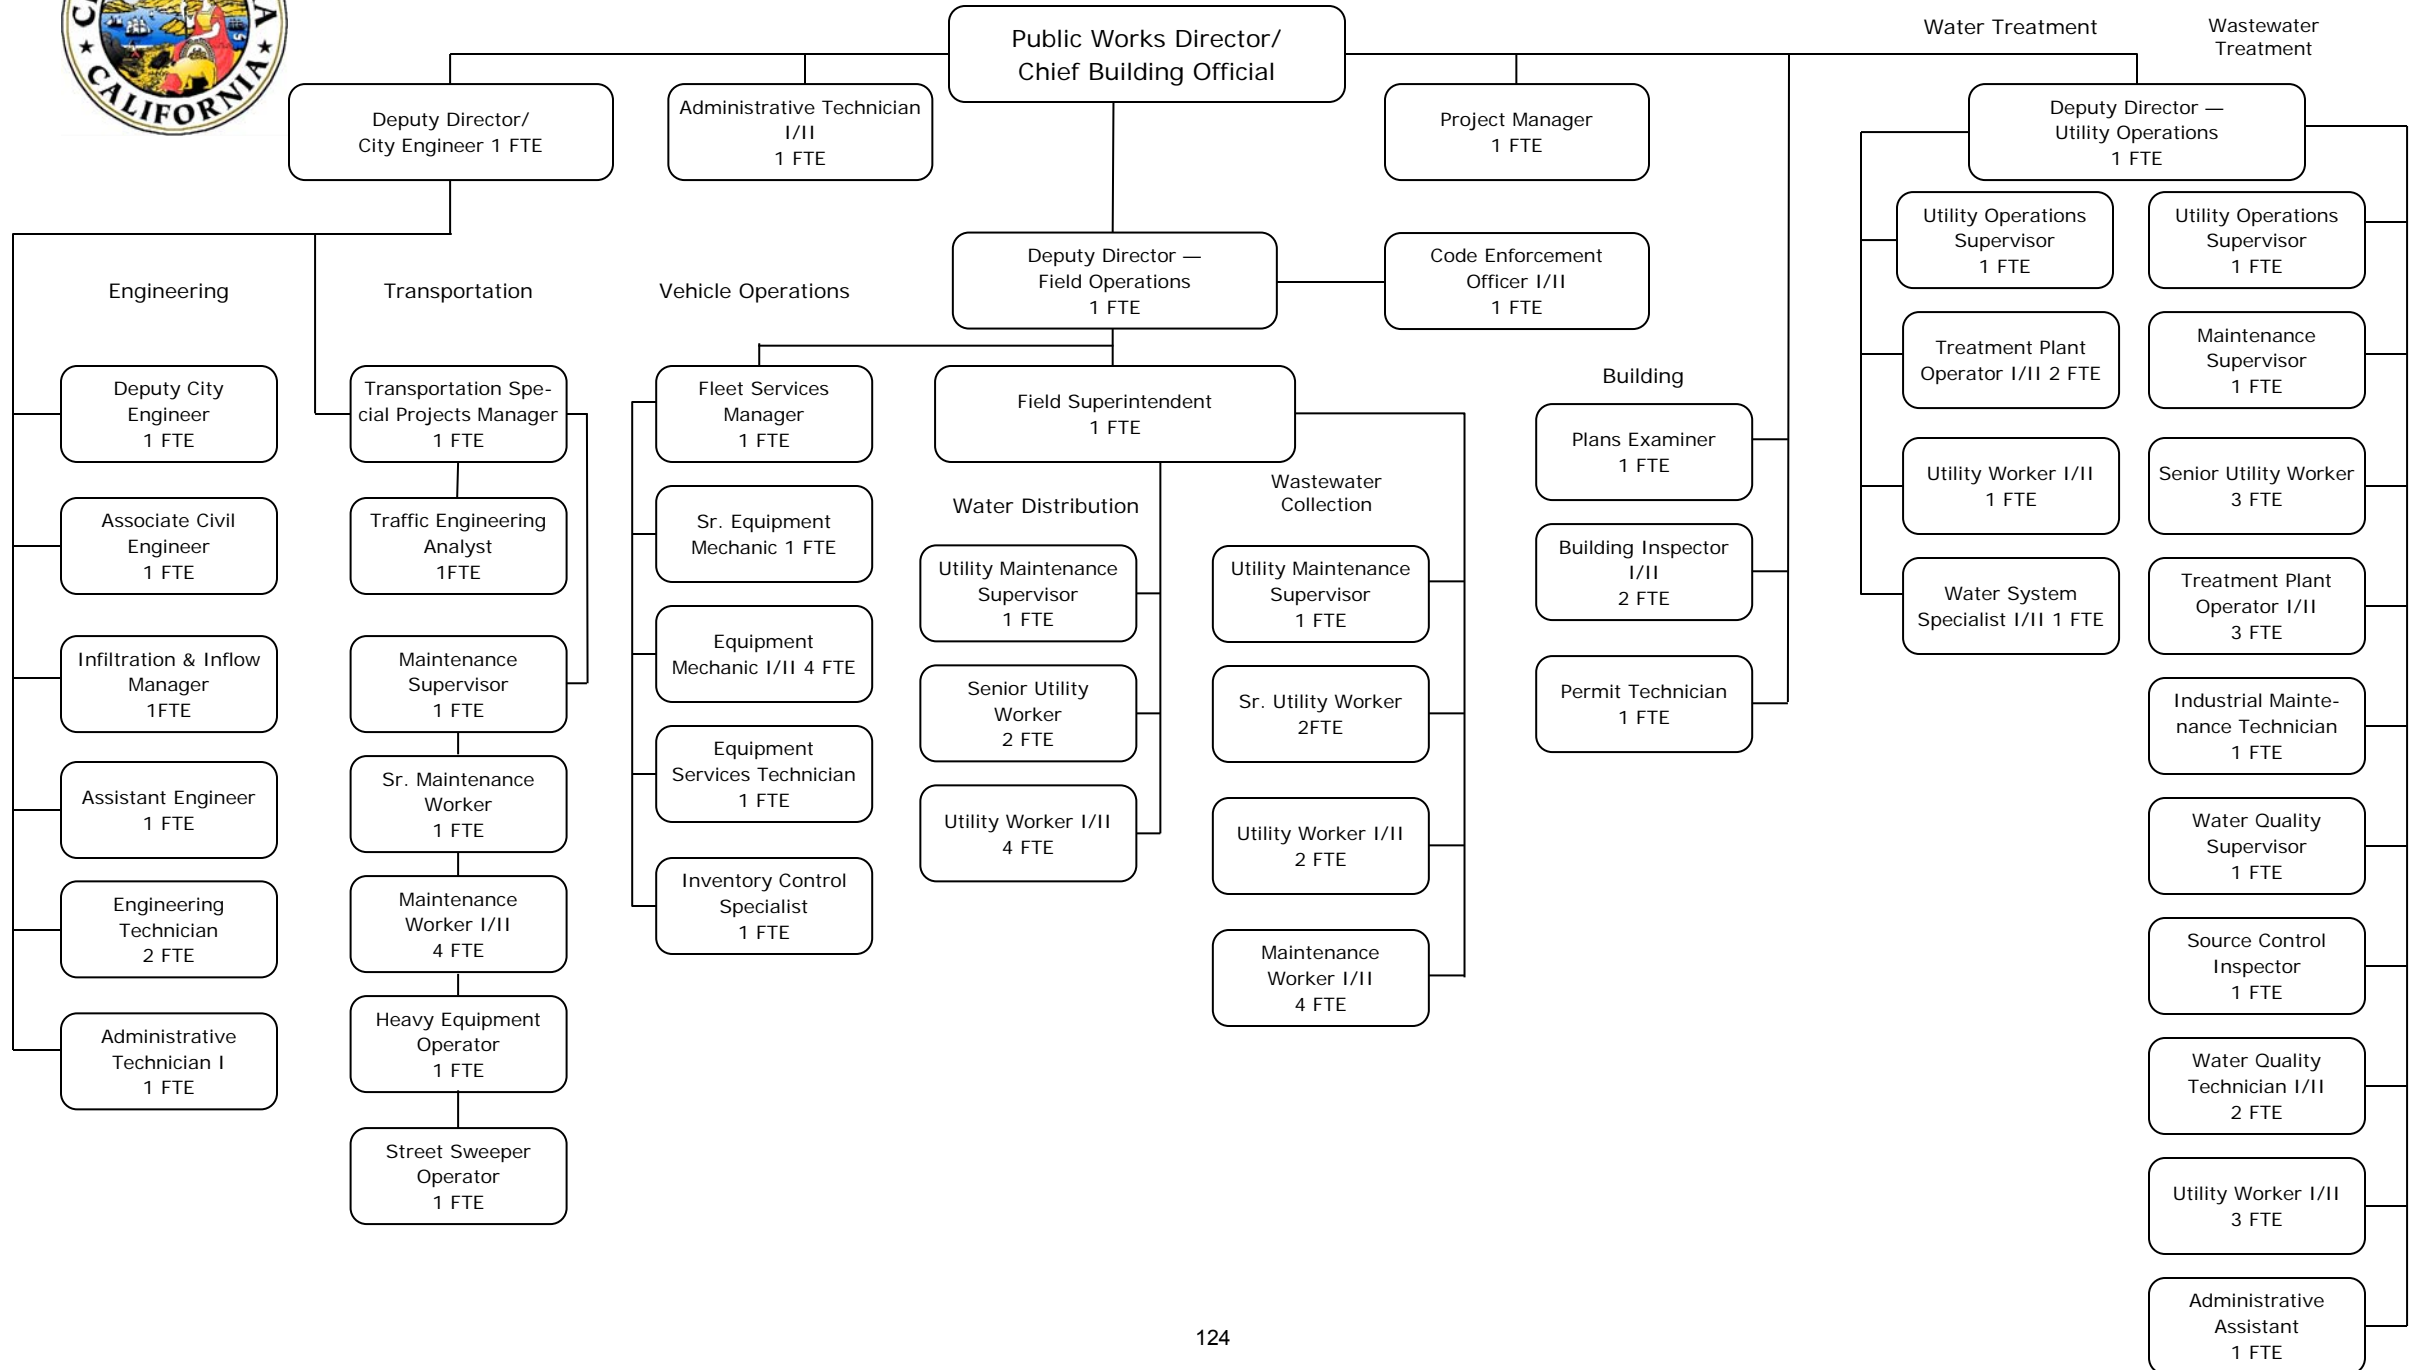 CALIFORNIA
Public Works Director/
Chief Building Official
Water Treatment
Wastewater
Treatment
Deputy Director/
City Engineer 1 FTE
Administrative Technician
I/II
1 FTE
Project Manager
1 FTE
Deputy Director —
Utility Operations
1 FTE
Deputy Director —
Field Operations
1 FTE
Code Enforcement
Officer I/II
1 FTE
Engineering
Deputy City
Engineer
1 FTE
Associate Civil
Engineer
1 FTE
Infiltration & Inflow
Manager
1FTE
Assistant Engineer
1 FTE
Engineering
Technician
2 FTE
Administrative
Technician I
1 FTE
Transportation
Transportation Spe-
cial Projects Manager
1 FTE
Traffic Engineering
Analyst
1FTE
Maintenance
Supervisor
1 FTE
Sr. Maintenance
Worker
1 FTE
Maintenance
Worker I/II
4 FTE
Heavy Equipment
Operator
1 FTE
Street Sweeper
Operator
1 FTE
Vehicle Operations
Fleet Services
Manager
1 FTE
Sr. Equipment
Mechanic 1 FTE
Equipment
Mechanic I/II 4 FTE
Equipment
Services Technician
1 FTE
Inventory Control
Specialist
1 FTE
Field Superintendent
1 FTE
Water Distribution
Utility Maintenance
Supervisor
1 FTE
Senior Utility
Worker
2 FTE
Utility Worker I/II
4 FTE
Wastewater
Collection
Utility Maintenance
Supervisor
1 FTE
Sr. Utility Worker
2FTE
Utility Worker I/II
2 FTE
Maintenance
Worker I/II
4 FTE
Building
Plans Examiner
1 FTE
Building Inspector
I/II
2 FTE
Permit Technician
1 FTE
Utility Operations
Supervisor
1 FTE
Treatment Plant
Operator I/II 2 FTE
Utility Worker I/II
1 FTE
Water System
Specialist I/II 1 FTE
Utility Operations
Supervisor
1 FTE
Maintenance
Supervisor
1 FTE
Senior Utility Worker
3 FTE
Treatment Plant
Operator I/II
3 FTE
Industrial Mainte-
nance Technician
1 FTE
Water Quality
Supervisor
1 FTE
Source Control
Inspector
1 FTE
Water Quality
Technician I/II
2 FTE
Utility Worker I/II
3 FTE
Administrative
Assistant
1 FTE
124